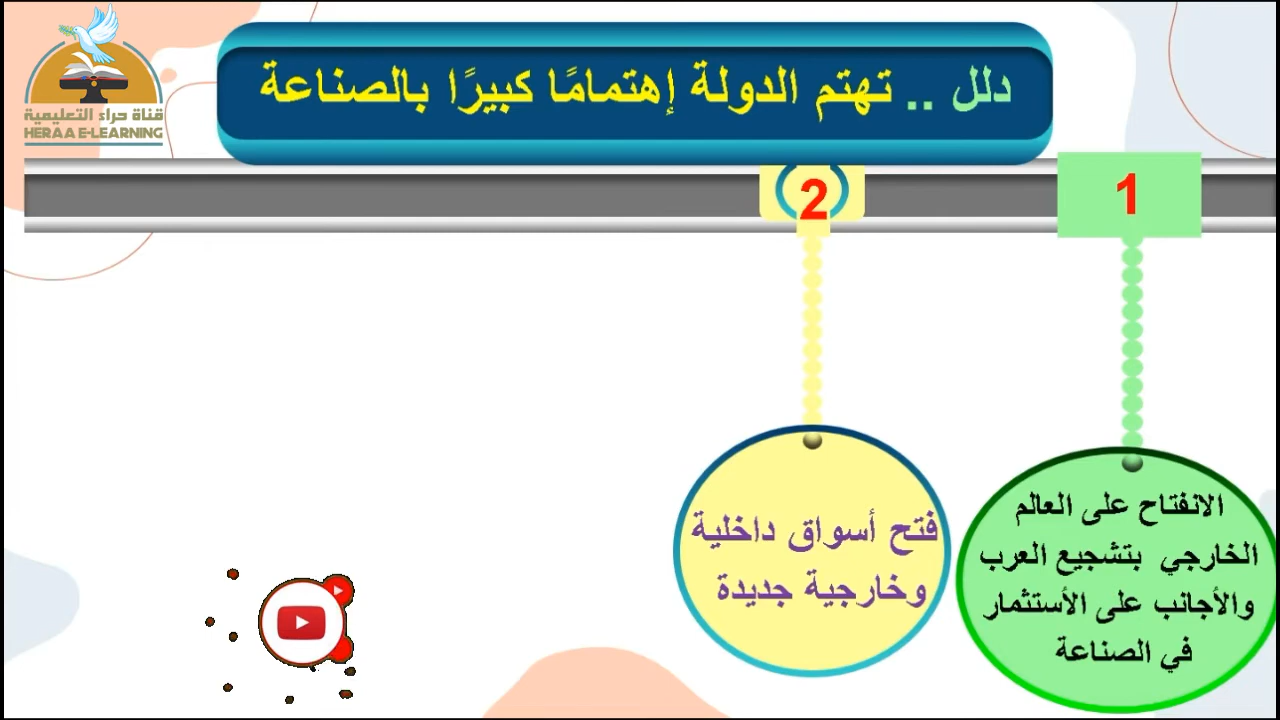 قناة حراء التعليمية
HERAA E-LEARNING
دلل .. تهتم الدولة إهتمامًا كبيرًا بالصناعة
1
الانفتاح على العالم
الخارجي بتشجيع العرب
والأجانب على الأستثمار
في الصناعة
2
فتح أسواق داخلية
وخارجية جديدة